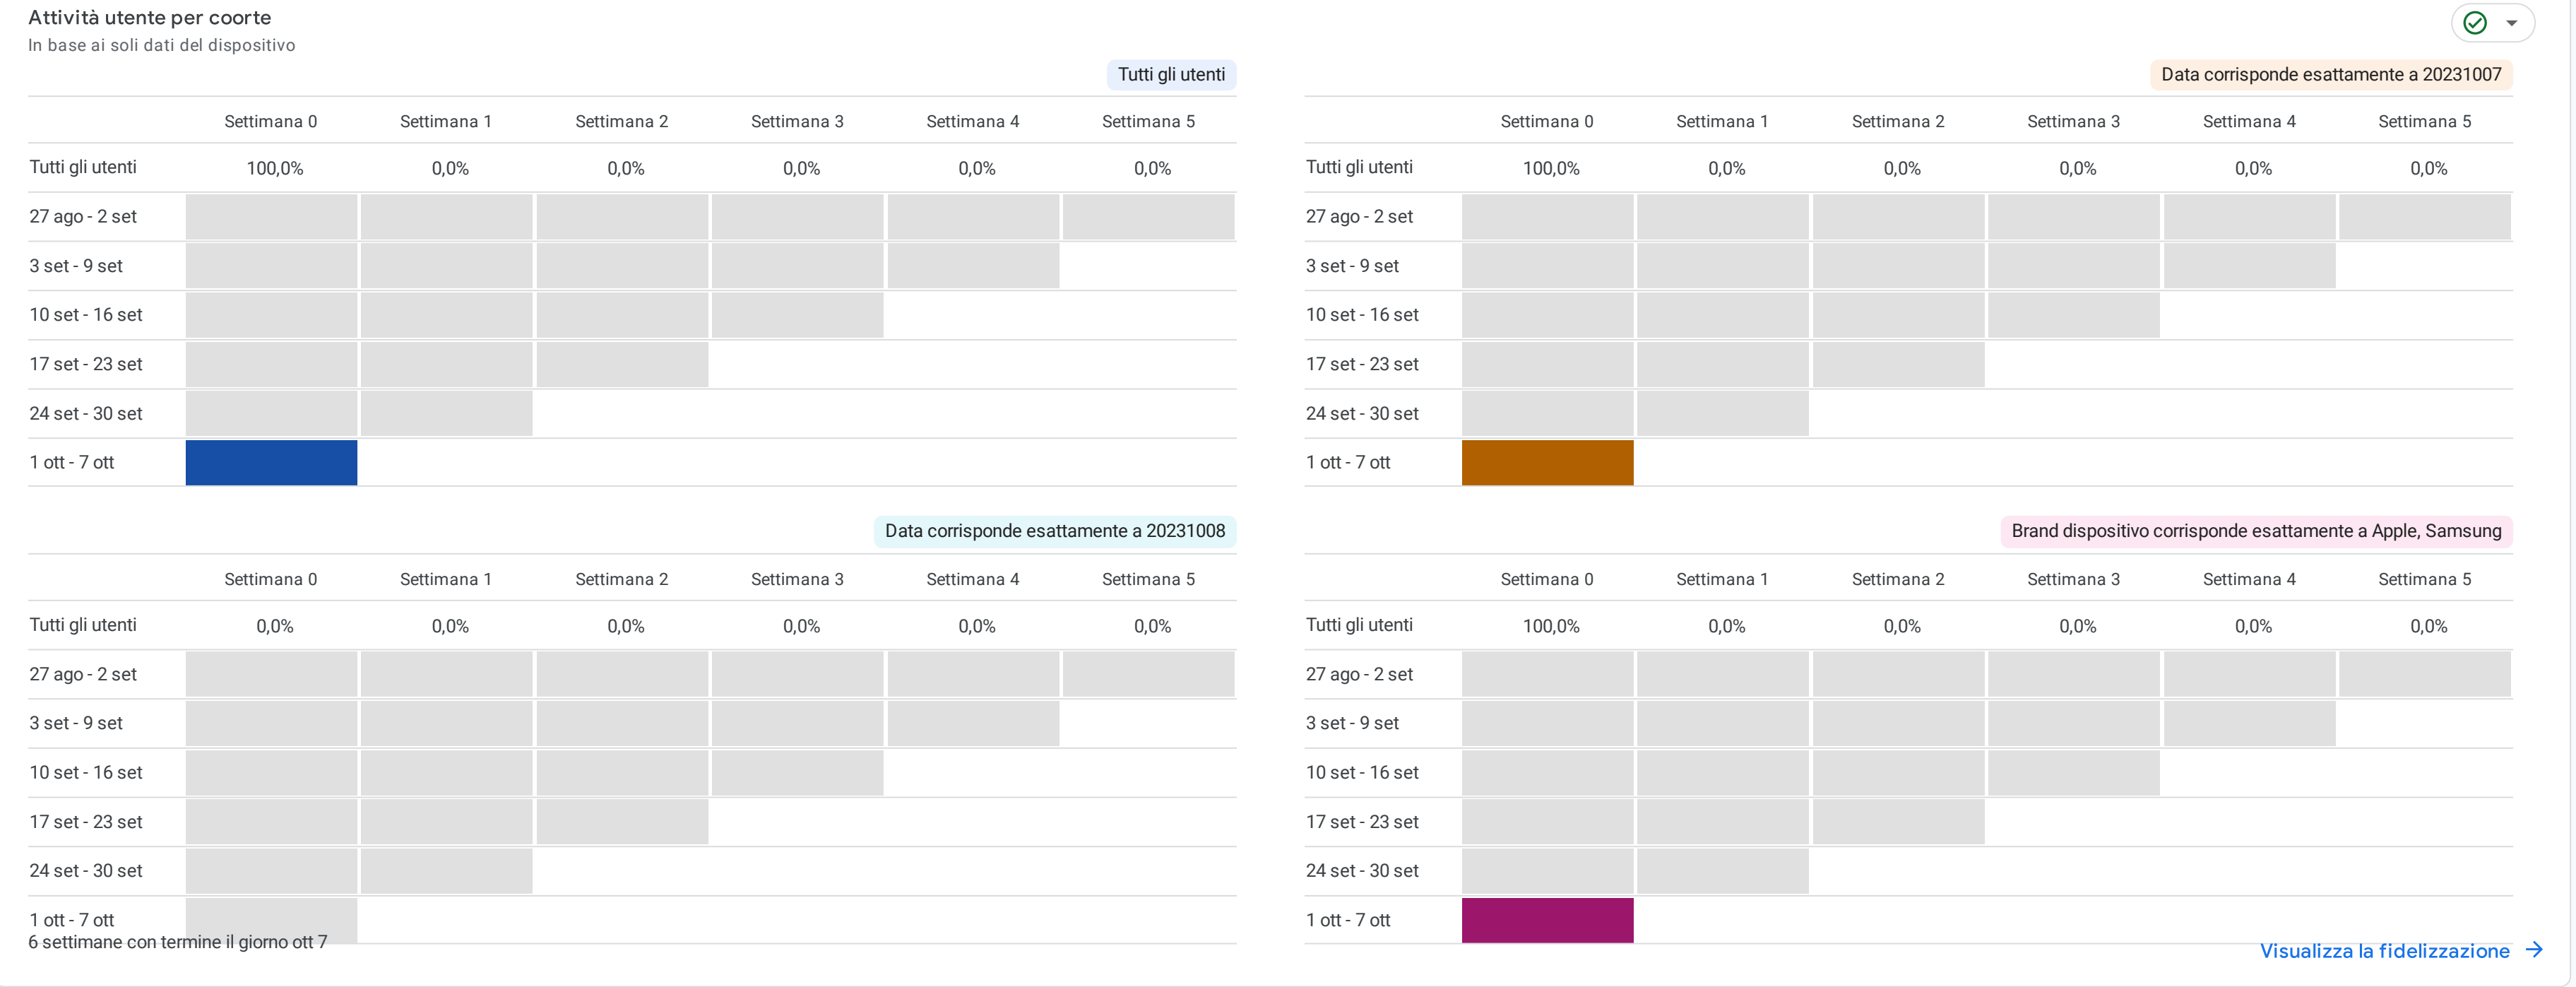 Attività utente per coorte
In base ai soli dati del dispositivo
Tutti gli utenti
Settimana 0 Settimana 1 Settimana 2 Settimana 3 Settimana 4 Settimana 5
Tutti gli utenti 100,0% 0,0% 0,0% 0,0% 0,0% 0,0%
27 ago - 2 set
3 set - 9 set
10 set - 16 set
17 set - 23 set
24 set - 30 set
1 ott - 7 ott
Data corrisponde esattamente a 20231007
Settimana 0 Settimana 1 Settimana 2 Settimana 3 Settimana 4 Settimana 5
Tutti gli utenti 100,0% 0,0% 0,0% 0,0% 0,0% 0,0%
27 ago - 2 set
3 set - 9 set
10 set - 16 set
17 set - 23 set
24 set - 30 set
1 ott - 7 ott
Data corrisponde esattamente a 20231008
Settimana 0 Settimana 1 Settimana 2 Settimana 3 Settimana 4 Settimana 5
Tutti gli utenti 0,0% 0,0% 0,0% 0,0% 0,0% 0,0%
27 ago - 2 set
3 set - 9 set
10 set - 16 set
17 set - 23 set
24 set - 30 set
1 ott - 7 ott
Brand dispositivo corrisponde esattamente a Apple, Samsung
Settimana 0 Settimana 1 Settimana 2 Settimana 3 Settimana 4 Settimana 5
Tutti gli utenti 100,0% 0,0% 0,0% 0,0% 0,0% 0,0%
27 ago - 2 set
3 set - 9 set
10 set - 16 set
17 set - 23 set
24 set - 30 set
1 ott - 7 ott
6 settimane con termine il giorno ott 7
Visualizza la fidelizzazione